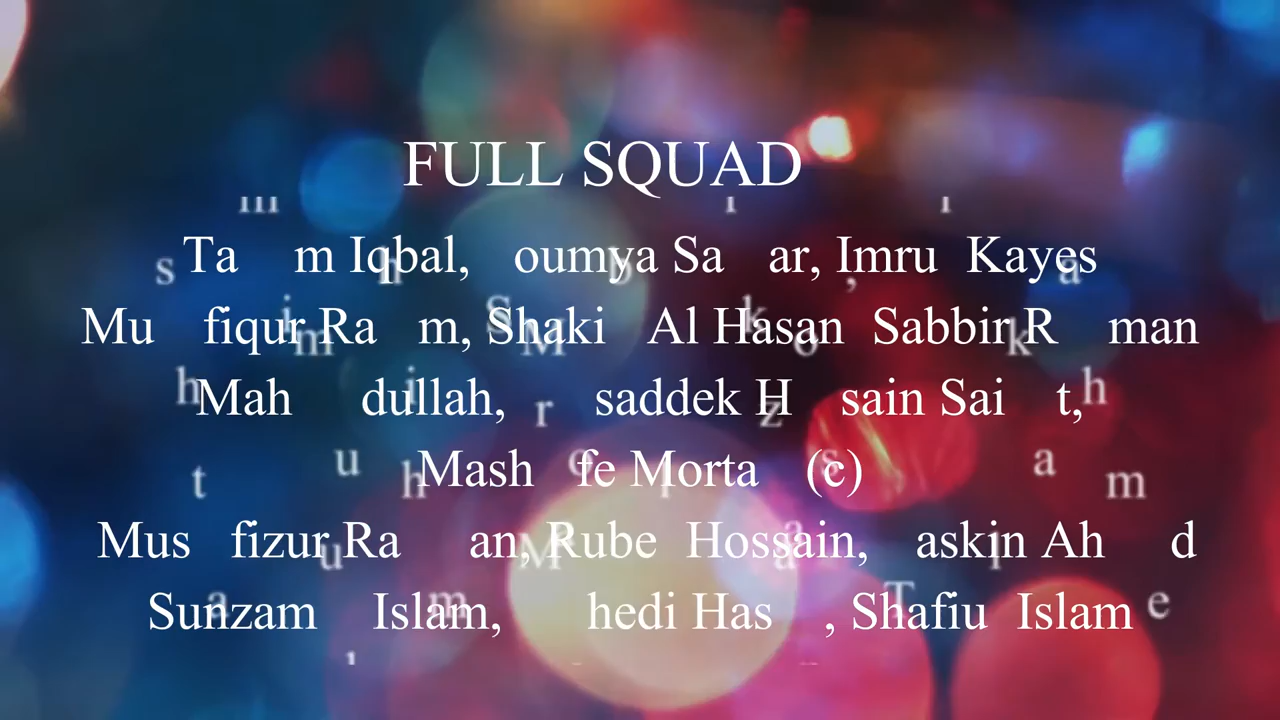 FULL SQUAD
Ta m Iqbal, oumya Sa ar, Imru Kayes
Mu fiqur Ra m, Shaki Al Hasan Sabbir R man
Mah dullah, saddek H sain Sai t,
Mash fe Morta (c)
Mus fizur Ra an, Rube Hossain, askin Ah d
Sunzam Islam, hedi Has , Shafiu Islam